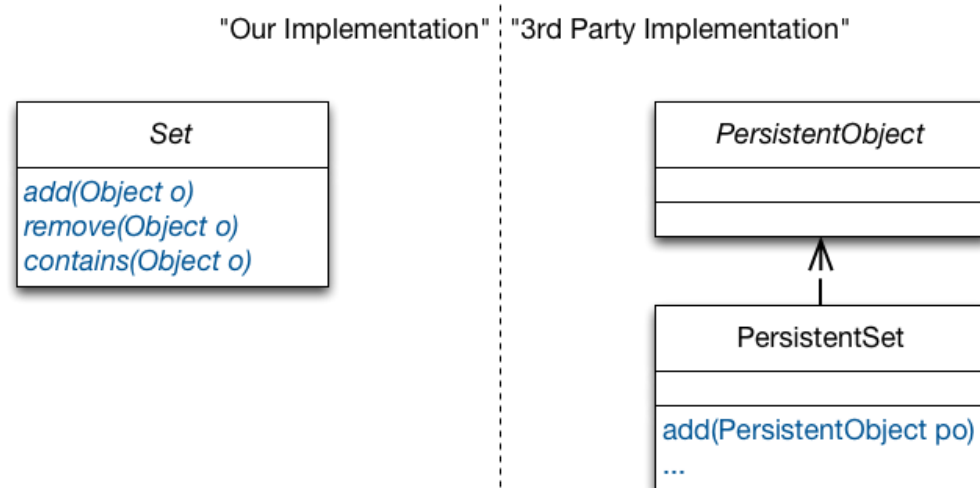 "Our Implementation"
"3rd Party Implementation"
Set
add(Object o)
remove(Object o)
contains(Object o)
PersistentObject
PersistentSet
add(PersistentObject po)
...